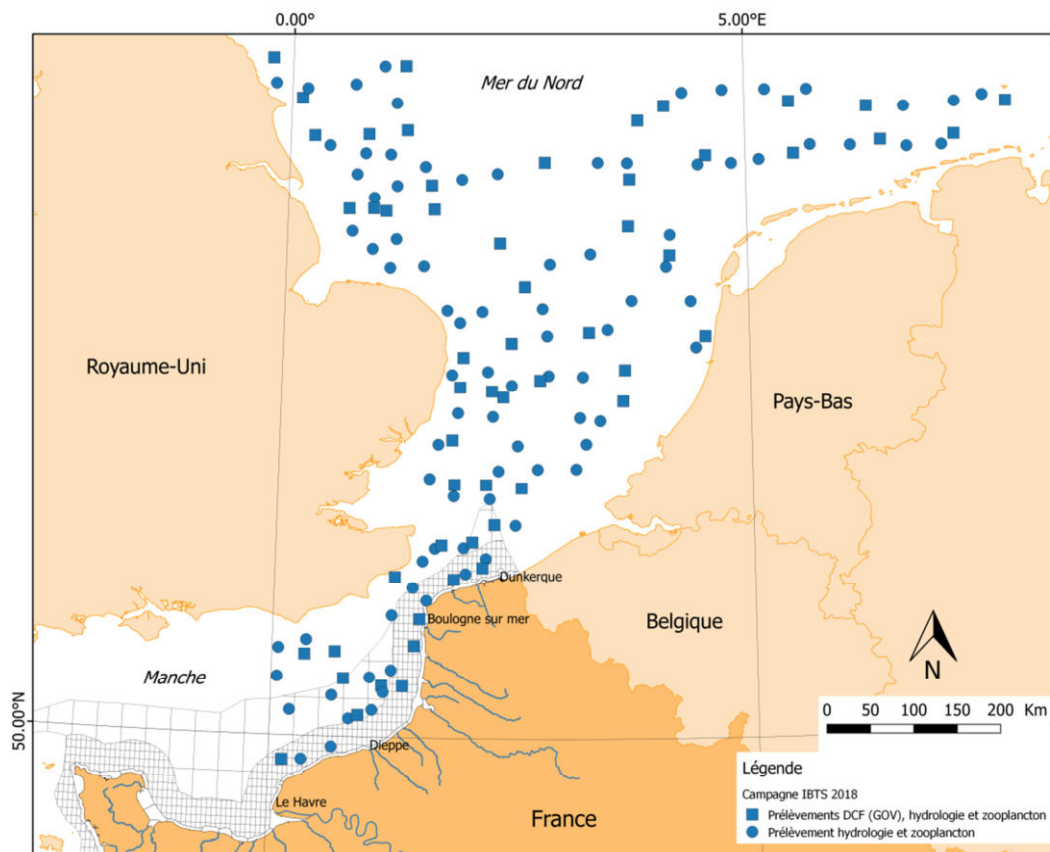 0.00°
5.00°E
Mer du Nord
Royaume-Uni
Pays-Bas
Dunkerque
Boulogne sur mer
Belgique
Manche
N
50.00°N
0 50 100 150 200 Km
Dieppe
Légende
Campagne IBTS 2018
Le Havre
France
Prélèvements DCF (GOV), hydrologie et zooplancton
Prélèvement hydrologie et zooplancton